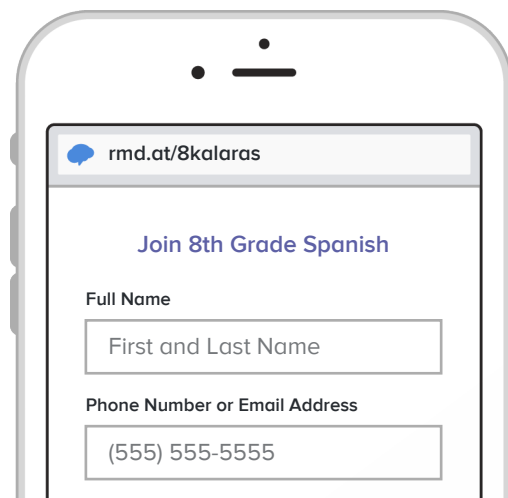 rmd.at/8kalaras
Join 8th Grade Spanish
Full Name
First and Last Name
Phone Number or Email Address
(555) 555-5555